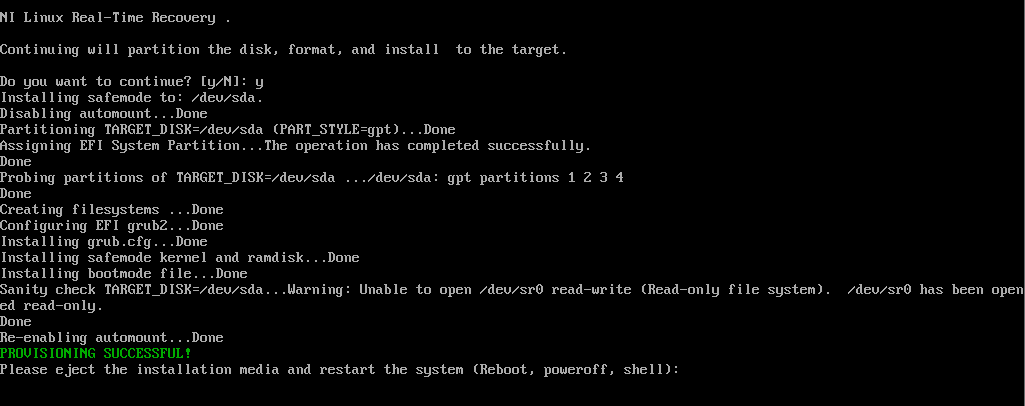 NI Linux Real-Time Recovery .
Continuing will partition the disk, format, and install  to the target.
Do you want to continue? [y/N]: y
Installing safemode to: /dev/sda.
Disabling automount...Done
Partitioning TARGET_DISK=/dev/sda (PART_STYLE=gpt)...Done
Assigning EFI System Partition...The operation has completed successfully.
Done
Probing partitions of TARGET_DISK=/dev/sda .../dev/sda: gpt partitions 1 2 3 4
Done
Creating filesystems ...Done
Configuring EFI grub2...Done
Installing grub.cfg...Done
Installing safemode kernel and ramdisk...Done
Installing bootmode file...Done
Sanity check TARGET_DISK=/dev/sda...Warning: Unable to open /dev/sr0 read-write (Read-only file system).  /dev/sr0 has been open
ed read-only.
Done
Re-enabling automount...Done
PROVISIONING SUCCESSFUL!
Please eject the installation media and restart the system (Reboot, poweroff, shell):